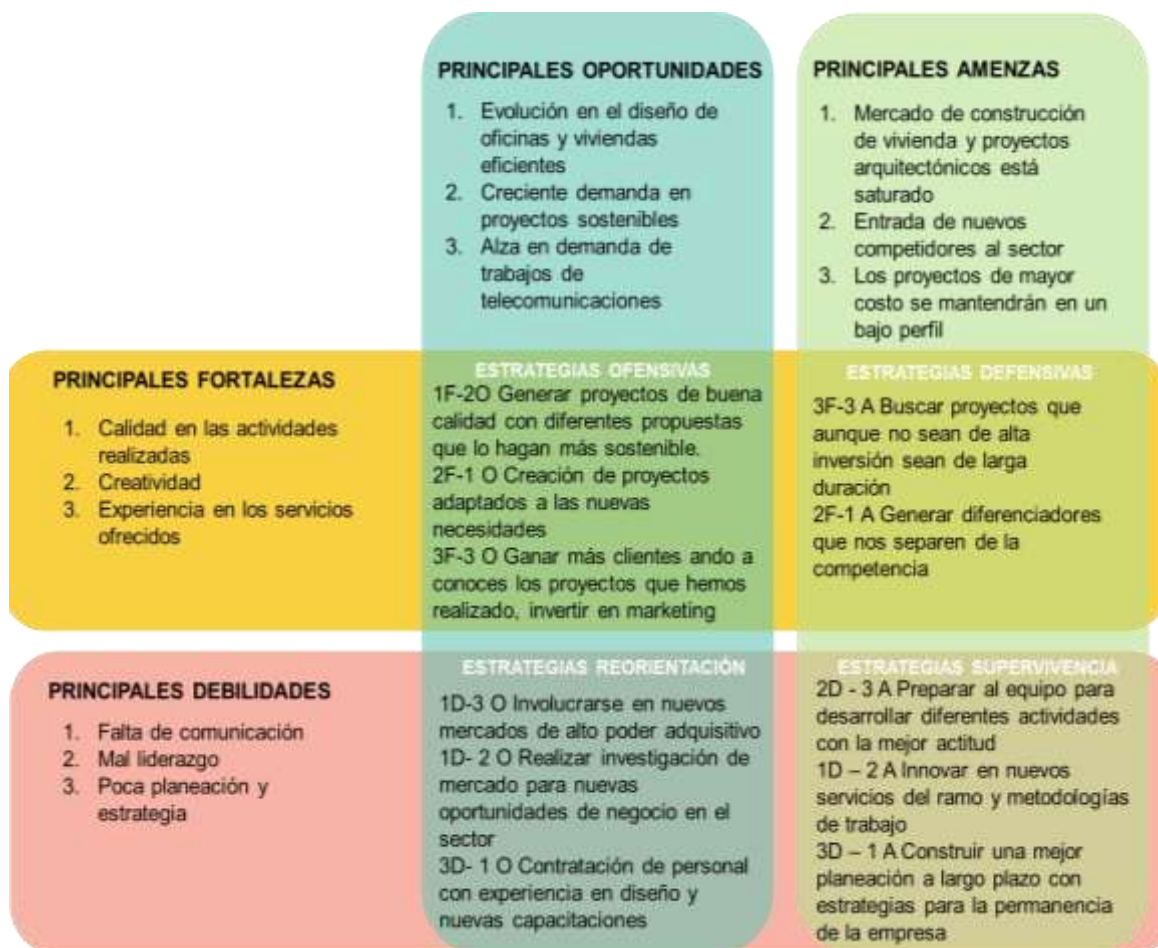 PRINCIPALES OPORTUNIDADES
1. Evolución en el diseño de
oficinas y viviendas
eficientes
2. Creciente demanda en
proyectos sostenibles
3. Alza en demanda de
trabajos de
telecomunicaciones
PRINCIPALES AMENZAS
1. Mercado de construcción
de vivienda y proyectos
arquitectónicos está
saturado
2. Entrada de nuevos
competidores al sector
3. Los proyectos de mayor
costo se mantendrán en un
bajo perfil
PRINCIPALES FORTALEZAS
1. Calidad en las actividades
realizadas
2. Creatividad
3. Experiencia en los servicios
ofrecidos
ESTRATEGIAS OFENSIVAS
1F-2O Generar proyectos de buena
calidad con diferentes propuestas
que lo hagan más sostenible.
2F-1 O Creación de proyectos
adaptados a las nuevas
necesidades
3F-3 O Ganar más clientes ando a
conoces los proyectos que hemos
realizado, invertir en marketing
ESTRATEGIAS DEFENSIVAS
3F-3 A Buscar proyectos que
aunque no sean de alta
inversión sean de larga
duración
2F-1 A Generar diferenciadores
que nos separen de la
competencia
PRINCIPALES DEBILIDADES
1. Falta de comunicación
2. Mal liderazgo
3. Poca planeación y
estrategia
ESTRATEGIAS REORIENTACIÓN
1D-3 O Involucrarse en nuevos
mercados de alto poder adquisitivo
1D- 2 O Realizar investigación de
mercado para nuevas
oportunidades de negocio en el
sector
3D- 1 O Contratación de personal
con experiencia en diseño y
nuevas capacitaciones
ESTRATEGIAS SUPERVIVENCIA
2D - 3 A Preparar al equipo para
desarrollar diferentes actividades
con la mejor actitud
1D – 2 A Innovar en nuevos
servicios del ramo y metodologías
de trabajo
3D – 1 A Construir una mejor
planeación a largo plazo con
estrategias para la permanencia
de la empresa